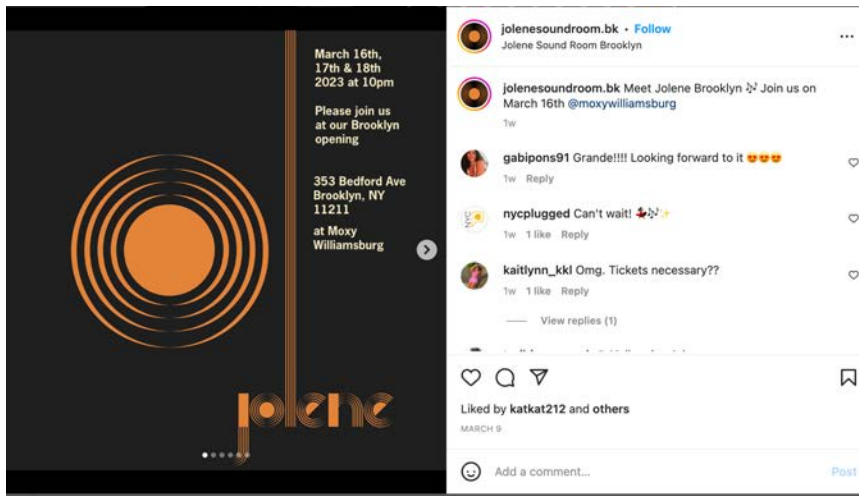 March 16th,
17th & 18th
2023 at 10pm
Please join us
at our Brooklyn
opening
353 Bedford Ave
Brooklyn, NY
11211
at Moxy
Williamsburg
jolene
jolenesoundroom.bk • Follow
Jolene Sound Room Brooklyn
jolenesoundroom.bk Meet Jolene Brooklyn 🎶 Join us on
March 16th @moxywilliamsburg
1w
gabipons91 Grande!!!! Looking forward to it 😍😍😍
1w Reply
nycplugged Can't wait! 💃🎶✨
1w 1 like Reply
kaitlynn_kkl Omg. Tickets necessary??
1w 1 like Reply
View replies (1)
Liked by katkat212 and others
MARCH 9
Add a comment...
Post